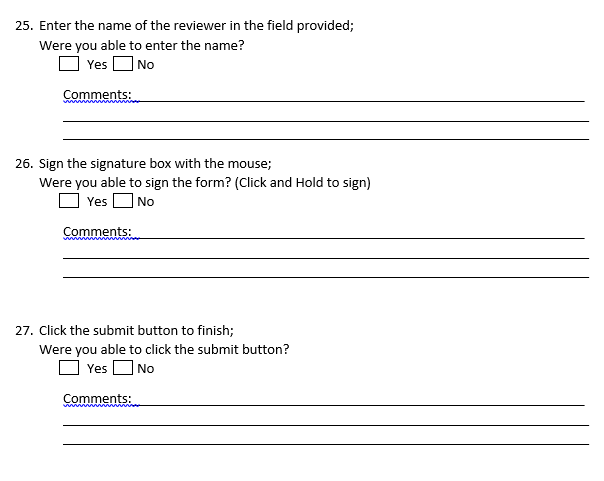 25. Enter the name of the reviewer in the field provided;
Were you able to enter the name?
Yes No
Comments:
26. Sign the signature box with the mouse;
Were you able to sign the form? (Click and Hold to sign)
Yes No
Comments:
27. Click the submit button to finish;
Were you able to click the submit button?
Yes No
Comments: